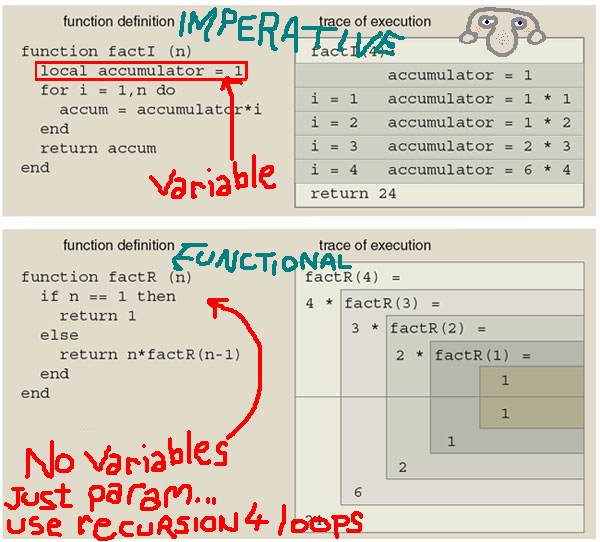 function definition
IMPERATIVE
trace of execution
function factI (n)
local accumulator = 1
for i = 1,n do
accum = accumulator*i
end
return accum
end
Variable
factI(4)
accumulator = 1
i = 1 accumulator = 1 * 1
i = 2 accumulator = 1 * 2
i = 3 accumulator = 2 * 3
i = 4 accumulator = 6 * 4
return 24
function definition
FUNCTIONAL
trace of execution
function factR (n)
if n == 1 then
return 1
else
return n*factR(n-1)
end
end
No variables
Just param...
use recursion 4 loops
factR(4) =
4 * factR(3) =
3 * factR(2) =
2 * factR(1) =
1
1
1
2
6